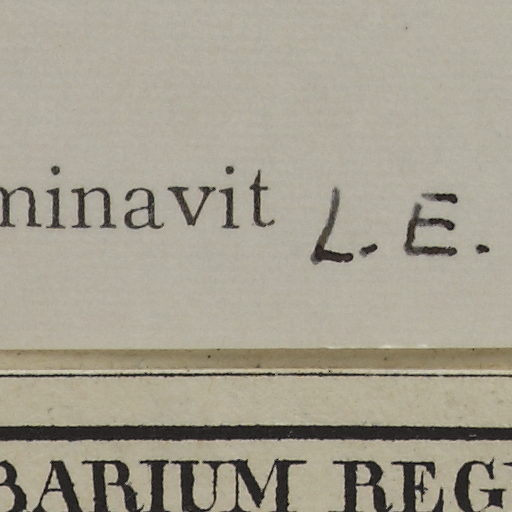 minavit L. E.
BARIUM REG